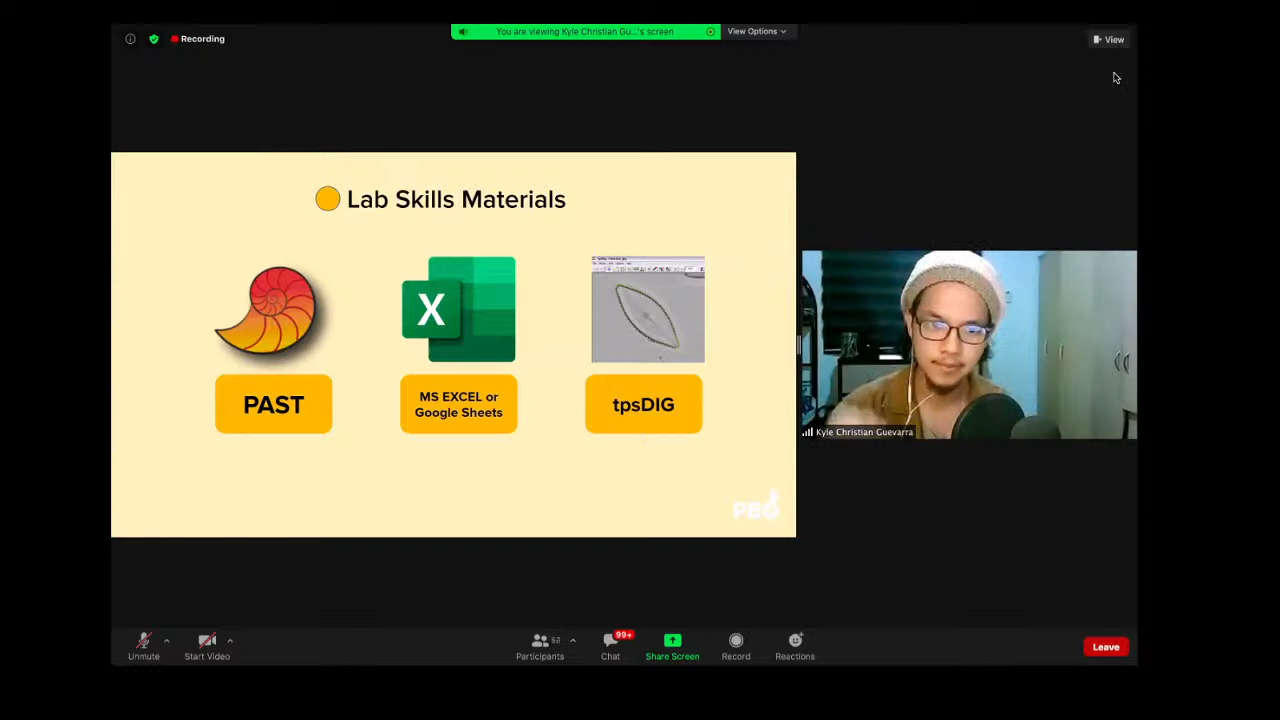 Recording
You are viewing Kyle Christian Gu...'s screen
View Options
View
Lab Skills Materials
X
PAST
MS EXCEL or
Google Sheets
tpsDIG
PBO
Kyle Christian Guevarra
Unmute
Start Video
Participants
Chat
99+
Share Screen
Record
Reactions
Leave